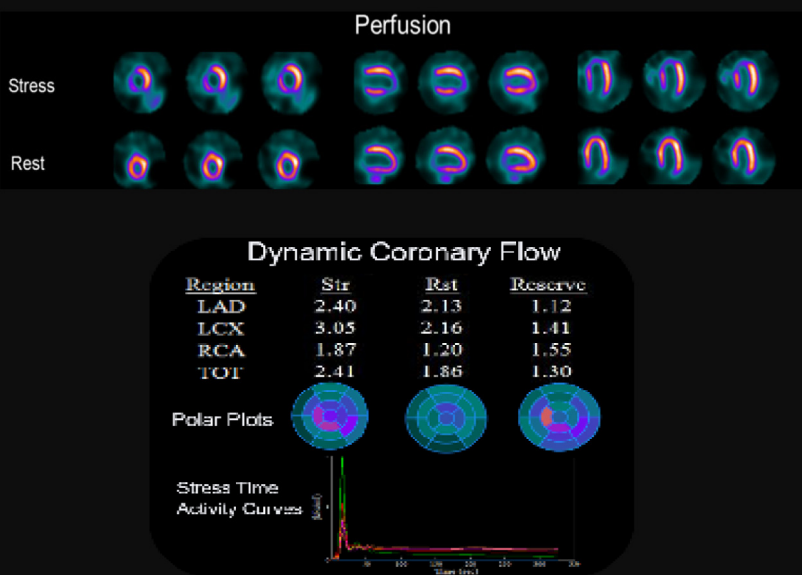 Perfusion
Stress
Rest
Dynamic Coronary Flow
Region Str Rst Reserve
LAD 2.40 2.13 1.12
LCX 3.05 2.16 1.41
RCA 1.87 1.20 1.55
TOT 2.41 1.86 1.30
Polar Plots
Stress Time
Activity Curves